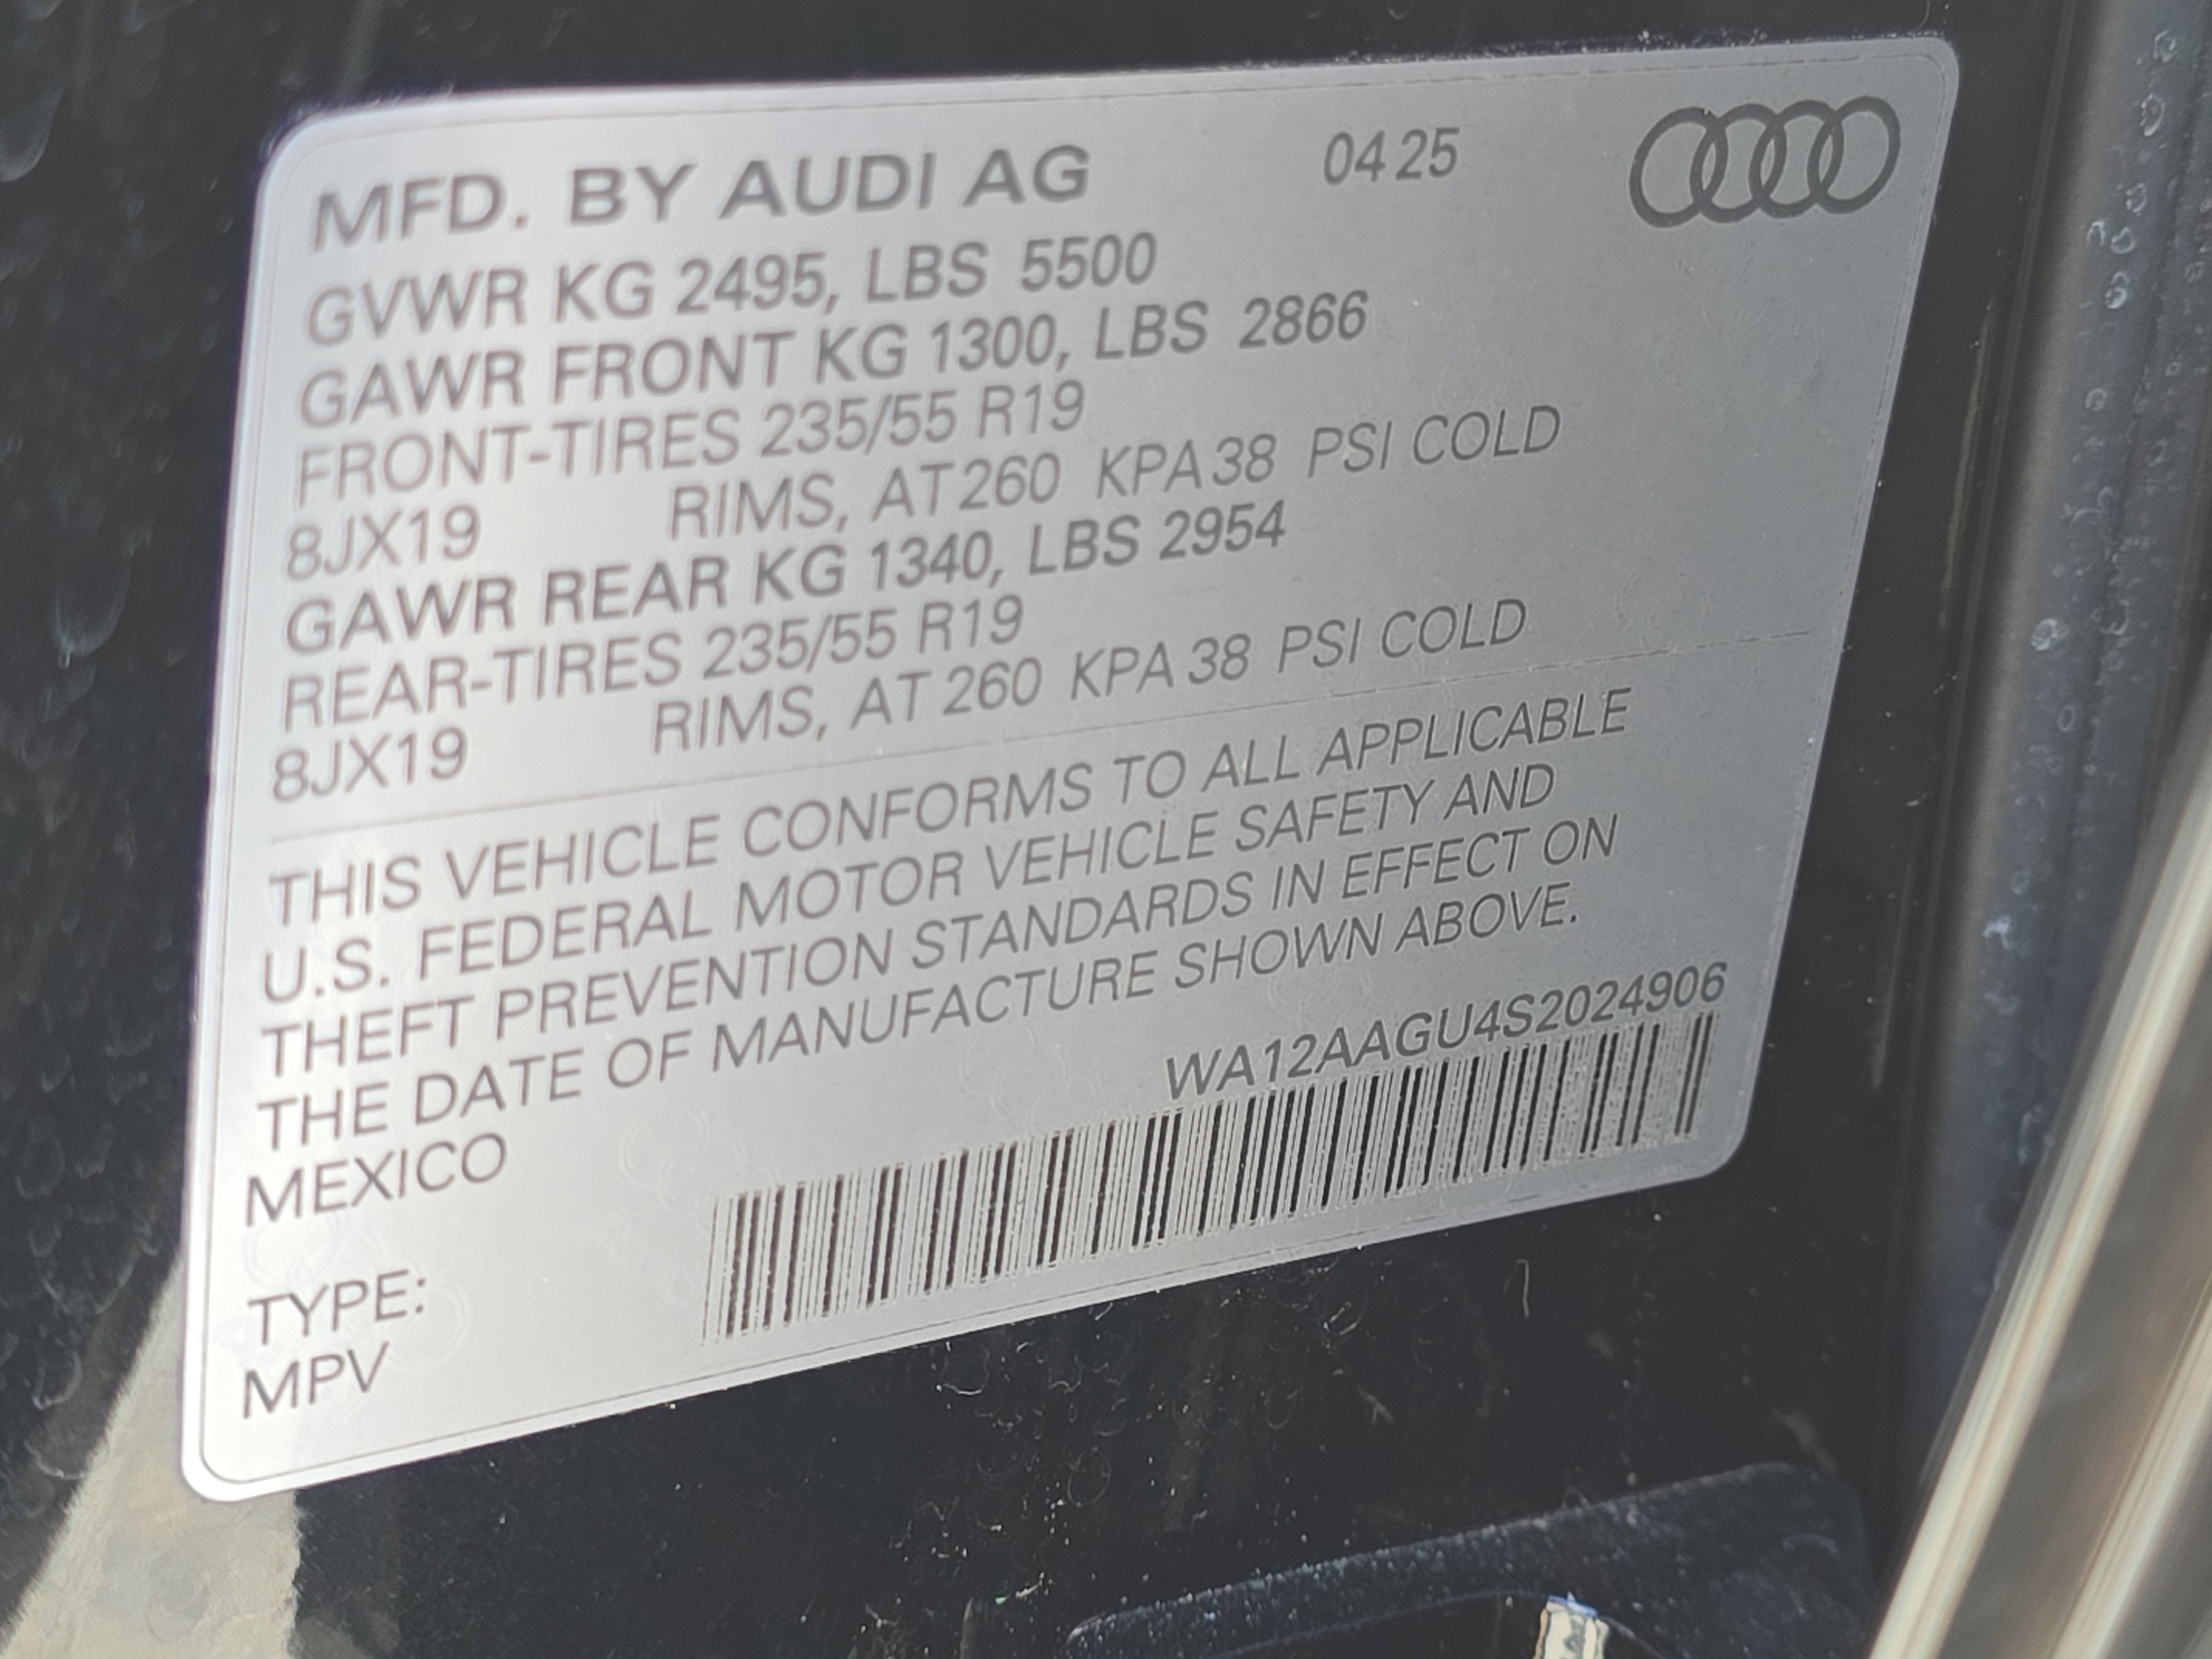 MFD. BY AUDI AG 04 25
GVWR KG 2495, LBS 5500
GAWR FRONT KG 1300, LBS 2866
FRONT-TIRES 235/55 R19
8JX19 RIMS, AT 260 KPA 38 PSI COLD
GAWR REAR KG 1340, LBS 2954
REAR-TIRES 235/55 R19
8JX19 RIMS, AT 260 KPA 38 PSI COLD
THIS VEHICLE CONFORMS TO ALL APPLICABLE
U.S. FEDERAL MOTOR VEHICLE SAFETY AND
THEFT PREVENTION STANDARDS IN EFFECT ON
THE DATE OF MANUFACTURE SHOWN ABOVE.
MEXICO WA12AAGU4S2024906
TYPE:
MPV